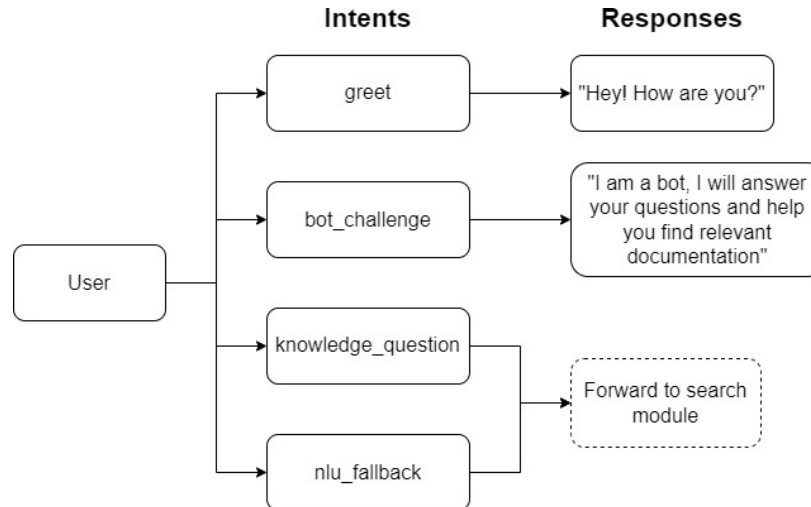 Intents
Responses
greet
"Hey! How are you?"
bot_challenge
"I am a bot, I will answer
your questions and help
you find relevant
documentation"
User
knowledge_question
Forward to search
module
nlu_fallback